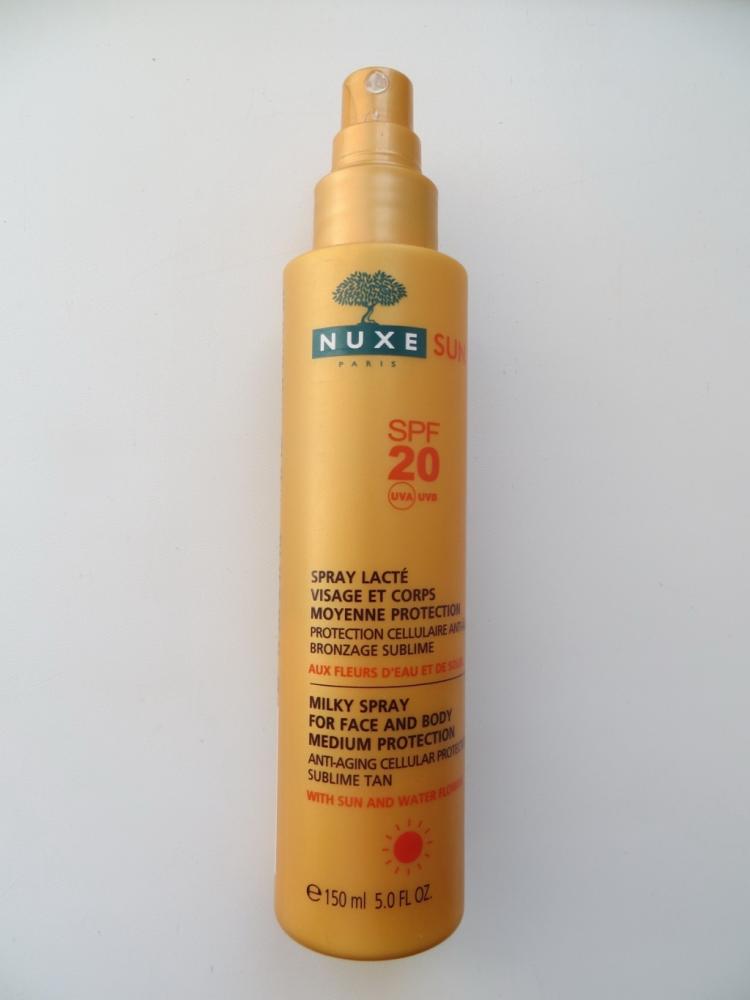 NUXE SUN
PARIS
SPF
20
UVA UVB
SPRAY LACTÉ
VISAGE ET CORPS
MOYENNE PROTECTION
PROTECTION CELLULAIRE ANTI-
BRONZAGE SUBLIME
AUX FLEURS D'EAU ET DE SOLEIL
MILKY SPRAY
FOR FACE AND BODY
MEDIUM PROTECTION
ANTI-AGING CELLULAR PROTECTION
SUBLIME TAN
WITH SUN AND WATER FLOWERS
e 150 ml 5.0 FL OZ.